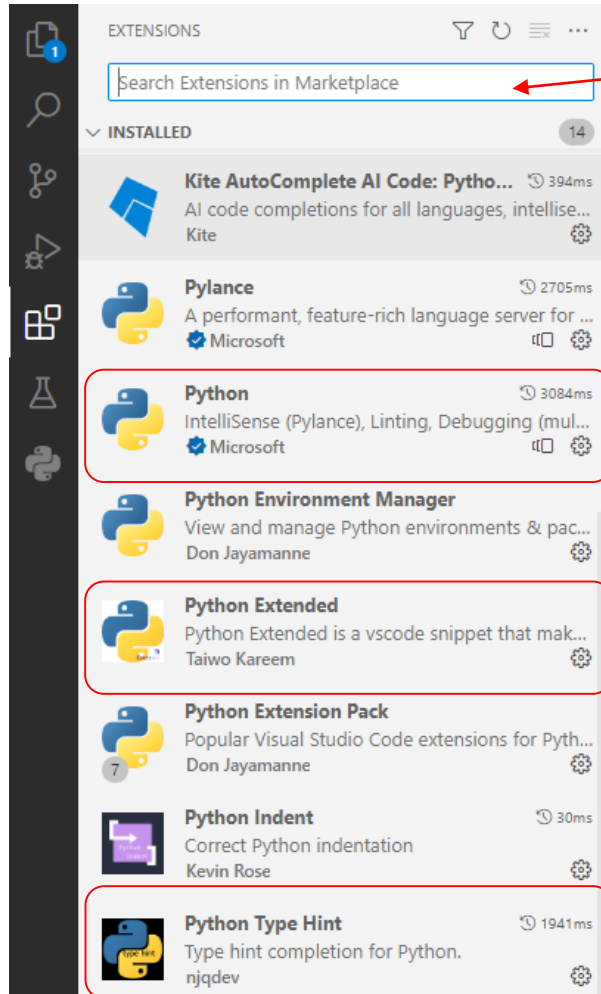 EXTENSIONS
1
Search Extensions in Marketplace
INSTALLED 14
Kite AutoComplete AI Code: Pytho... 394ms
AI code completions for all languages, intellise...
Kite
Pylance 2705ms
A performant, feature-rich language server for ...
Microsoft
Python 3084ms
IntelliSense (Pylance), Linting, Debugging (mul...
Microsoft
Python Environment Manager
View and manage Python environments & pac...
Don Jayamanne
Python Extended
Python Extended is a vscode snippet that mak...
Taiwo Kareem
Python Extension Pack
Popular Visual Studio Code extensions for Pyth...
7 Don Jayamanne
Python Indent 30ms
Correct Python indentation
Kevin Rose
Python Type Hint 1941ms
type hint
Type hint completion for Python.
njqdev